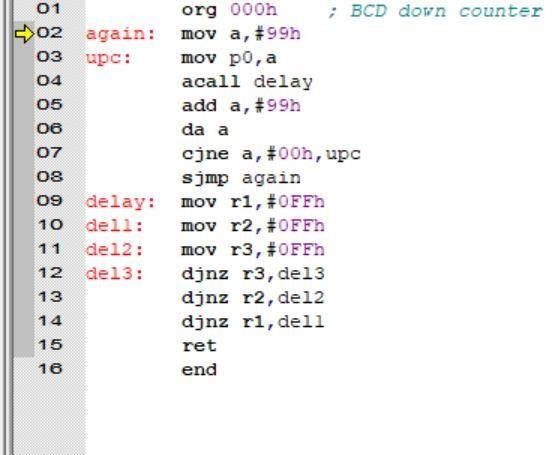 01 org 000h ; BCD down counter
02 again: mov a,#99h
03 upc: mov p0,a
04 acall delay
05 add a,#99h
06 da a
07 cjne a,#00h,upc
08 sjmp again
09 delay: mov r1,#0FFh
10 del1: mov r2,#0FFh
11 del2: mov r3,#0FFh
12 del3: djnz r3,del3
13 djnz r2,del2
14 djnz r1,del1
15 ret
16 end